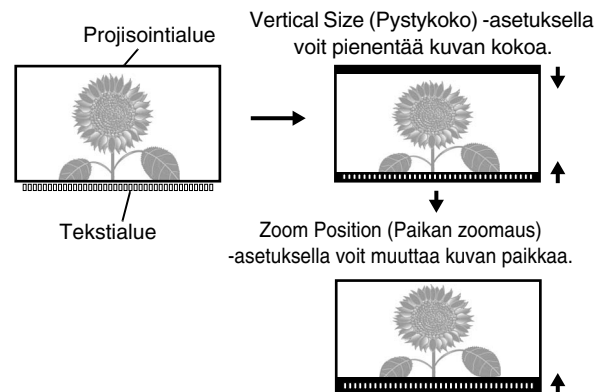 Projisointialue
Tekstialue
Vertical Size (Pystykoko) -asetuksella
voit pienentää kuvan kokoa.
Zoom Position (Paikan zoomaus)
-asetuksella voit muuttaa kuvan paikkaa.